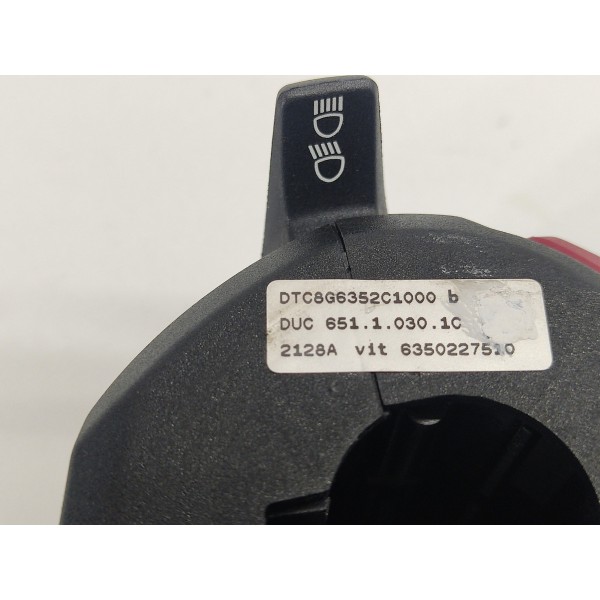 DTC8G6352C1000 b
DUC 651.1.030.1C
2128A vit 6350227510